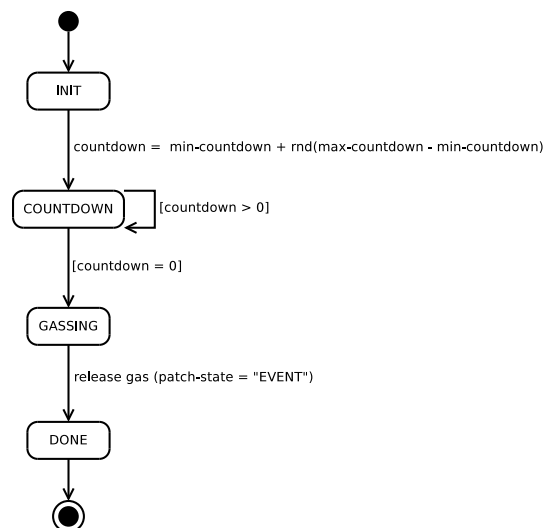 INIT
countdown =  min-countdown + rnd(max-countdown - min-countdown)
COUNTDOWN
[countdown > 0]
[countdown = 0]
GASSING
release gas (patch-state = "EVENT")
DONE